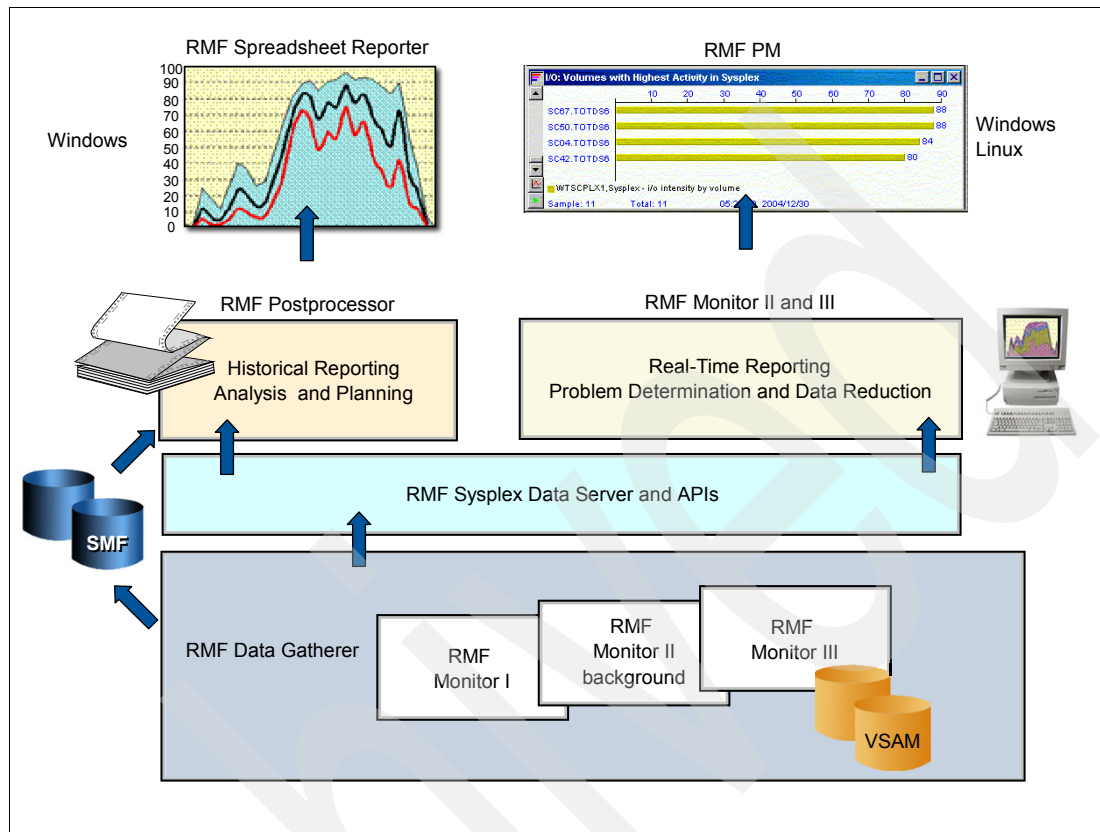 RMF Spreadsheet Reporter
RMF PM
Windows
100
90
80
70
60
50
40
30
20
10
0
I/O: Volumes with Highest Activity in Sysplex
10 20 30 40 50 60 70 80 90
SC67.TOTDS6 88
SC50.TOTDS6 88
SC04.TOTDS6 84
SC42.TOTDS6 80
WTSCPLX1,Sysplex - i/o intensity by volume
Sample: 11 Total: 11 2004/12/30
Windows
Linux
RMF Postprocessor
RMF Monitor II and III
Historical Reporting
Analysis and Planning
Real-Time Reporting
Problem Determination and Data Reduction
RMF Sysplex Data Server and APIs
SMF
RMF Data Gatherer
RMF
Monitor I
RMF
Monitor II
background
RMF
Monitor III
VSAM